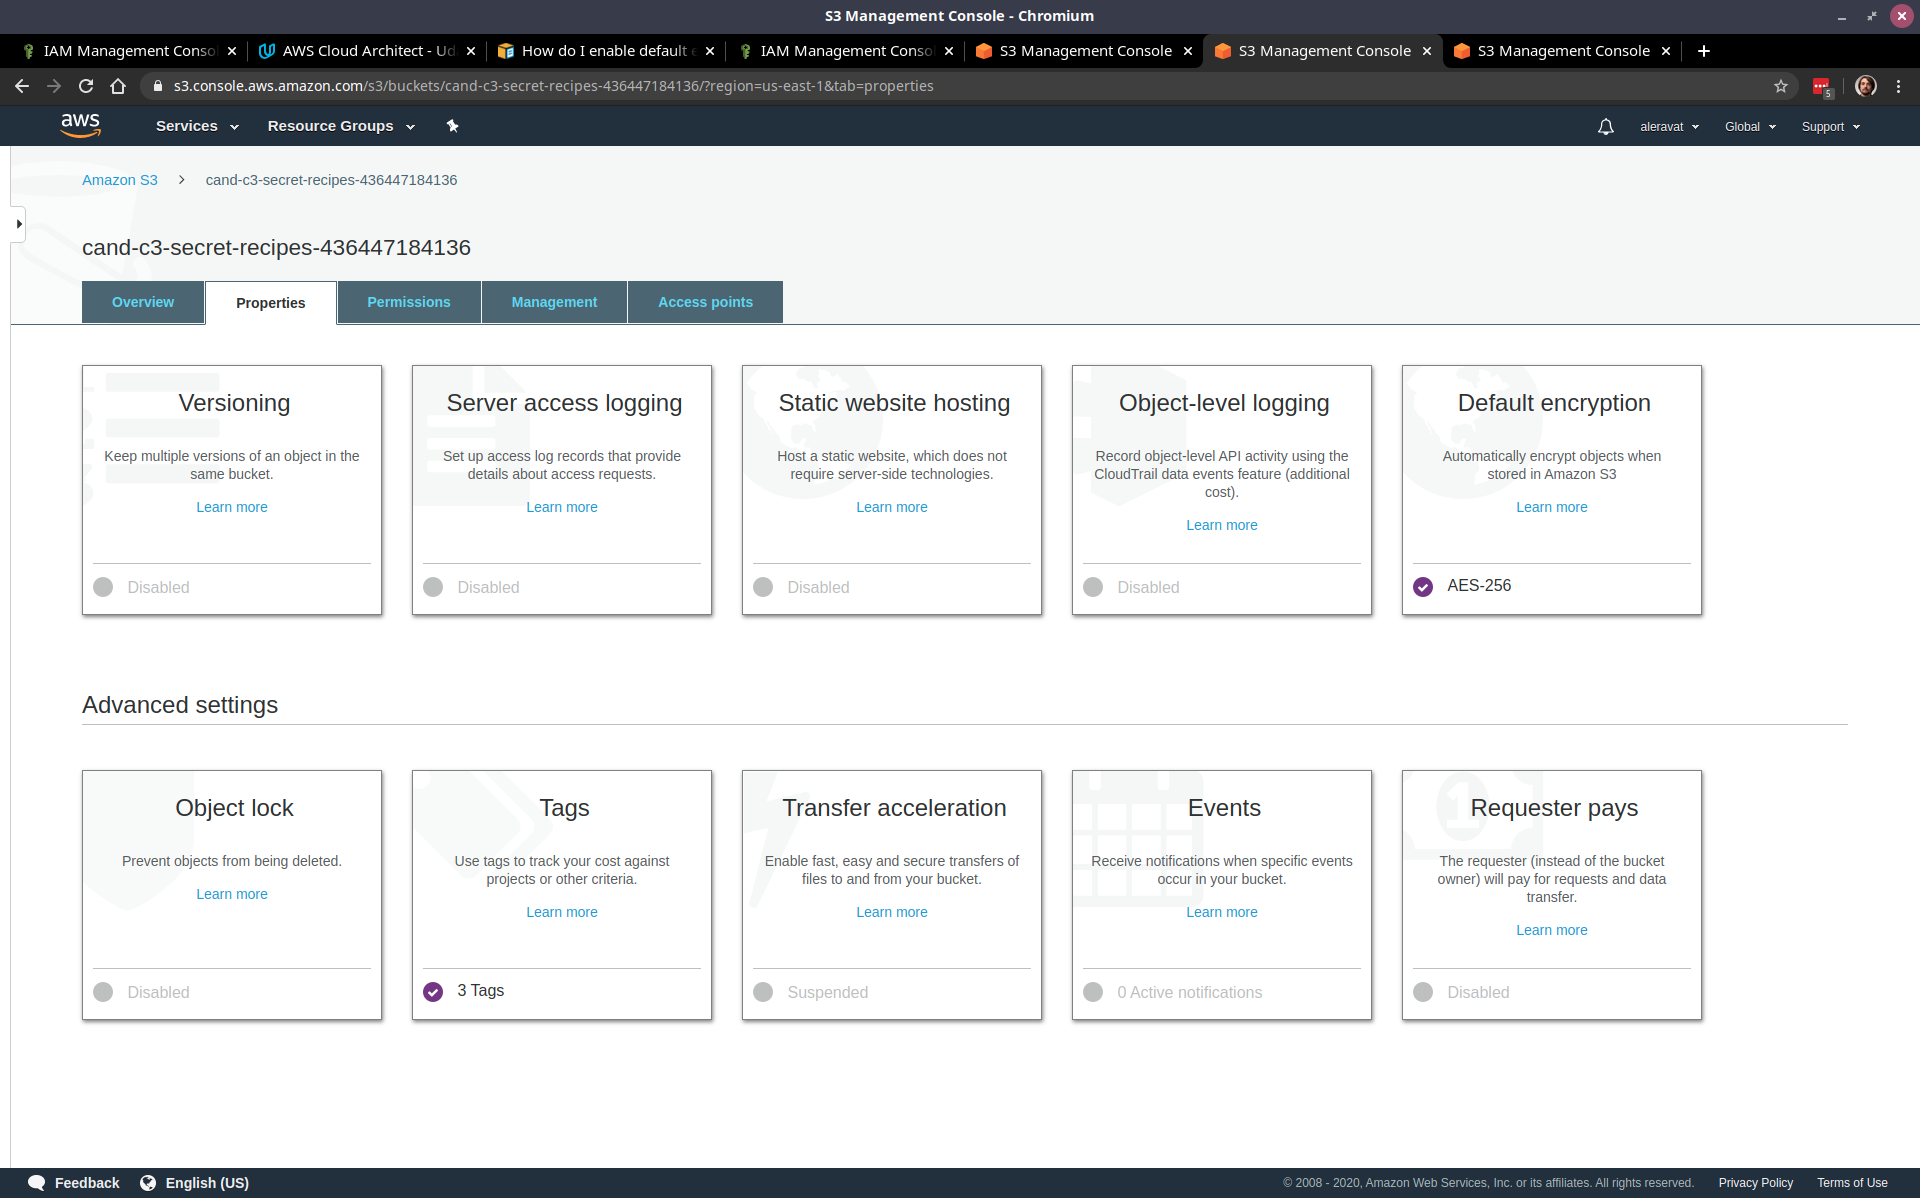 S3 Management Console - Chromium
IAM Management Conso
AWS Cloud Architect - Ud
How do I enable default e
IAM Management Conso
S3 Management Console
S3 Management Console
S3 Management Console
s3.console.aws.amazon.com/s3/buckets/cand-c3-secret-recipes-436447184136/?region=us-east-1&tab=properties
5
aws
Services
Resource Groups
aleravat
Global
Support
Amazon S3
cand-c3-secret-recipes-436447184136
cand-c3-secret-recipes-436447184136
Overview
Properties
Permissions
Management
Access points
Versioning
Keep multiple versions of an object in the
same bucket.
Learn more
Disabled
Server access logging
Set up access log records that provide
details about access requests.
Learn more
Disabled
Static website hosting
Host a static website, which does not
require server-side technologies.
Learn more
Disabled
Object-level logging
Record object-level API activity using the
CloudTrail data events feature (additional
cost).
Learn more
Disabled
Default encryption
Automatically encrypt objects when
stored in Amazon S3
Learn more
AES-256
Advanced settings
Object lock
Prevent objects from being deleted.
Learn more
Disabled
Tags
Use tags to track your cost against
projects or other criteria.
Learn more
3 Tags
Transfer acceleration
Enable fast, easy and secure transfers of
files to and from your bucket.
Learn more
Suspended
Events
Receive notifications when specific events
occur in your bucket.
Learn more
0 Active notifications
Requester pays
The requester (instead of the bucket
owner) will pay for requests and data
transfer.
Learn more
Disabled
Feedback
English (US)
© 2008 - 2020, Amazon Web Services, Inc. or its affiliates. All rights reserved.
Privacy Policy
Terms of Use